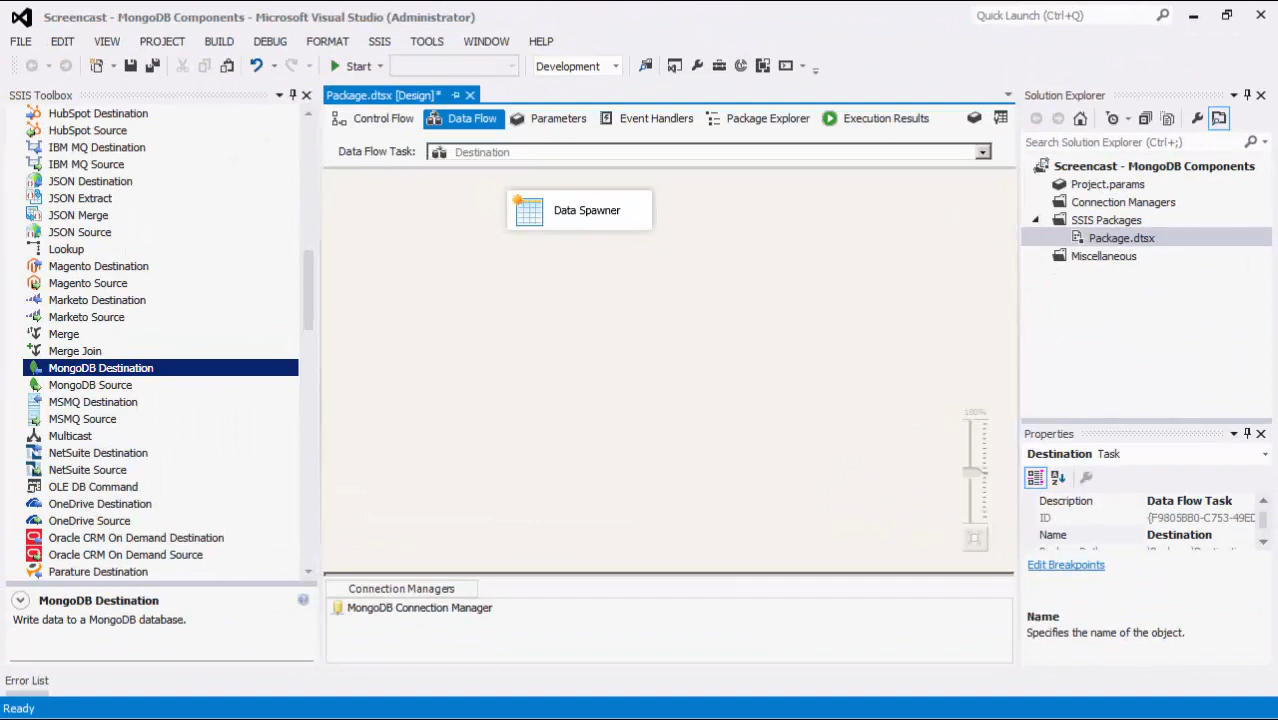 Screencast - MongoDB Components - Microsoft Visual Studio (Administrator)
Quick Launch (Ctrl+Q)
FILE EDIT VIEW PROJECT BUILD DEBUG FORMAT SSIS TOOLS WINDOW HELP
Start
Development
SSIS Toolbox
HubSpot Destination
HubSpot Source
IBM MQ Destination
IBM MQ Source
JSON Destination
JSON Extract
JSON Merge
JSON Source
Lookup
Magento Destination
Magento Source
Marketo Destination
Marketo Source
Merge
Merge Join
MongoDB Destination
MongoDB Source
MSMQ Destination
MSMQ Source
Multicast
NetSuite Destination
NetSuite Source
OLE DB Command
OneDrive Destination
OneDrive Source
Oracle CRM On Demand Destination
Oracle CRM On Demand Source
Parature Destination
MongoDB Destination
Write data to a MongoDB database.
Error List
Ready
Package.dtsx [Design]*
Control Flow Data Flow Parameters Event Handlers Package Explorer Execution Results
Data Flow Task: Destination
Data Spawner
100%
Connection Managers
MongoDB Connection Manager
Solution Explorer
Search Solution Explorer (Ctrl+;)
Screencast - MongoDB Components
Project.params
Connection Managers
SSIS Packages
Package.dtsx
Miscellaneous
Properties
Destination Task
Description Data Flow Task
ID {F9805BB0-C753-49ED
Name Destination
Edit Breakpoints
Name
Specifies the name of the object.